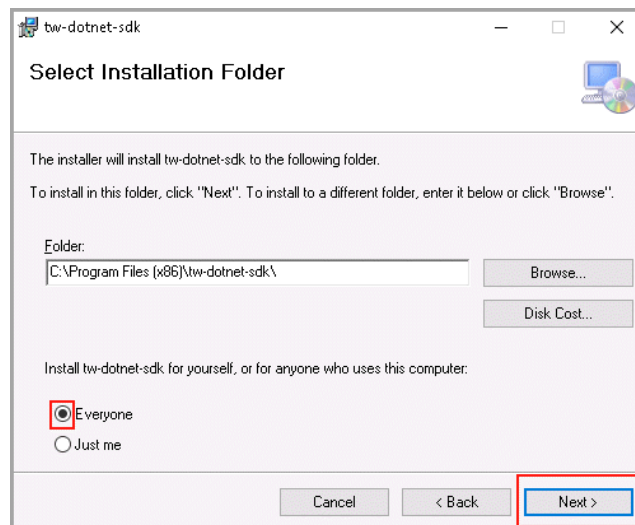 tw-dotnet-sdk
Select Installation Folder
The installer will install tw-dotnet-sdk to the following folder.
To install in this folder, click "Next". To install to a different folder, enter it below or click "Browse".
Folder:
C:\Program Files (x86)\tw-dotnet-sdk\
Browse...
Disk Cost...
Install tw-dotnet-sdk for yourself, or for anyone who uses this computer:
Everyone
Just me
Cancel
< Back
Next >